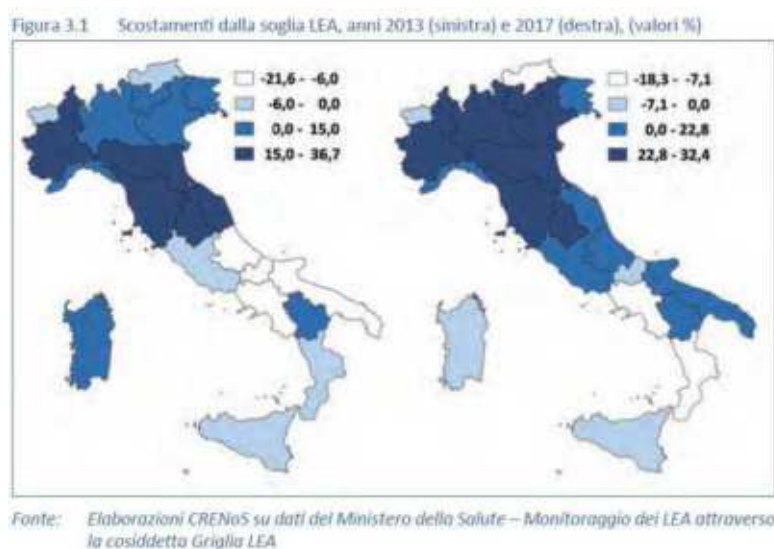 Figura 3.1 Scostamenti dalla soglia LEA, anni 2013 (sinistra) e 2017 (destra), (valori %)
-21,6 - -6,0
-6,0 - 0,0
0,0 - 15,0
15,0 - 36,7
-18,3 - -7,1
-7,1 - 0,0
0,0 - 22,8
22,8 - 32,4
Fonte: Elaborazioni CRENoS su dati del Ministero della Salute – Monitoraggio dei LEA attraverso
la cosiddetta Griglia LEA